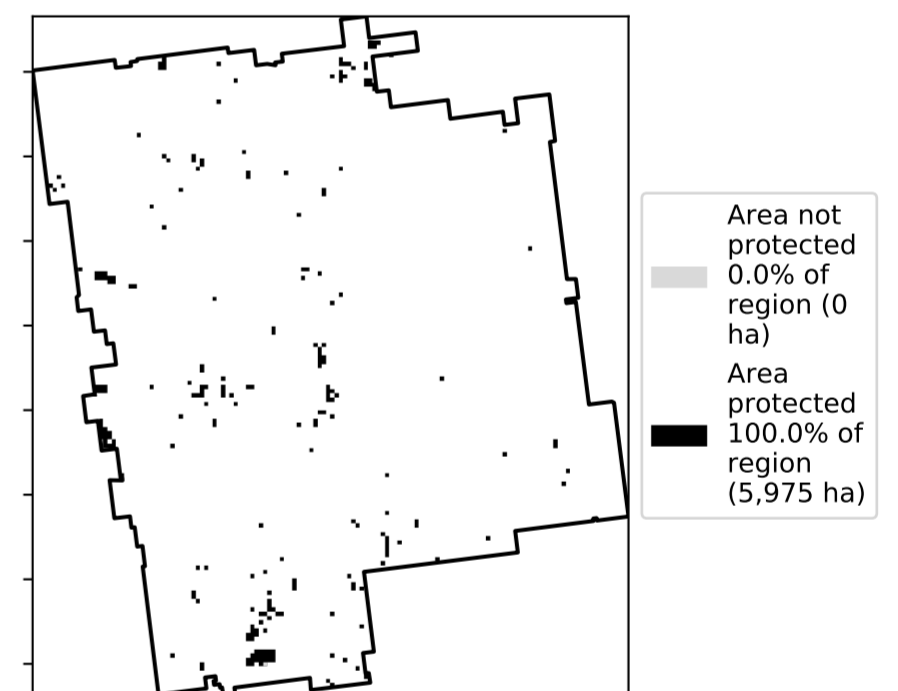 Area not
protected
0.0% of
region (0
ha)
Area
protected
100.0% of
region
(5,975 ha)